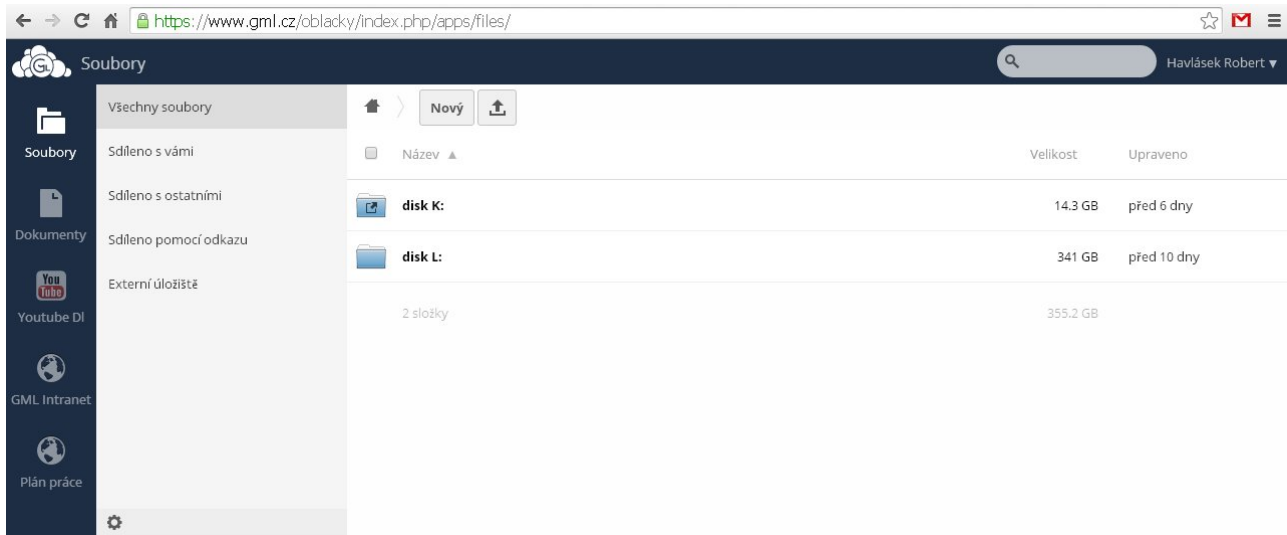 https://www.gml.cz/oblacky/index.php/apps/files/
GL Soubory
Havlásek Robert ▼
Soubory
Dokumenty
You Tube
Youtube Dl
GML Intranet
Plán práce
Všechny soubory
Sdíleno s vámi
Sdíleno s ostatními
Sdíleno pomocí odkazu
Externí úložiště
Nový
Název ▲ Velikost Upraveno
disk K: 14.3 GB před 6 dny
disk L: 341 GB před 10 dny
2 složky 355.2 GB